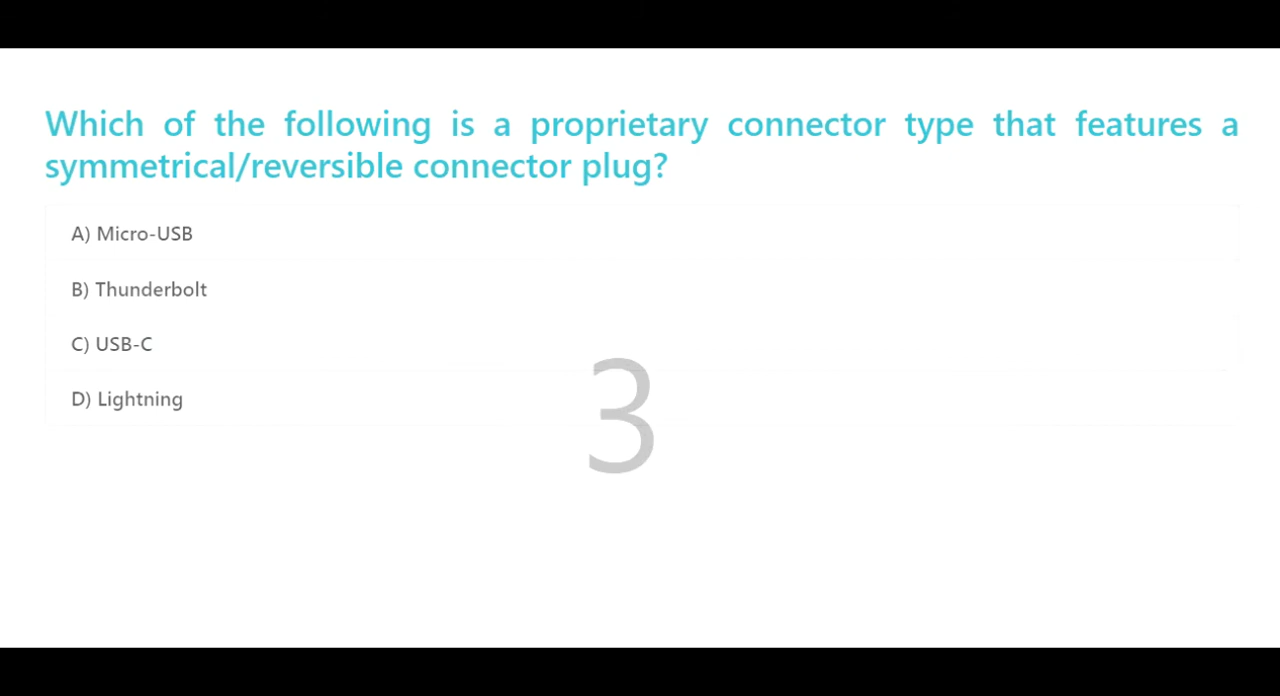 Which of the following is a proprietary connector type that features a
symmetrical/reversible connector plug?
A) Micro-USB
B) Thunderbolt
C) USB-C
D) Lightning
3